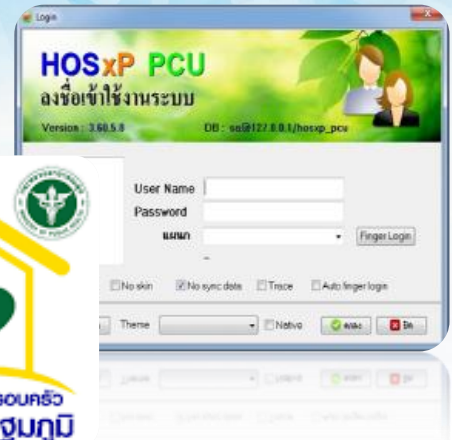 Login
HOSxP PCU
ลงชื่อเข้าใช้งานระบบ
Version : 3.60.5.8
DB : sa@127.0.0.1/hosxp_pcu
User Name
Password
แผนก
Finger Login
No skin
No sync data
Trace
Auto finger login
Theme
Native
ตกลง
ปิด